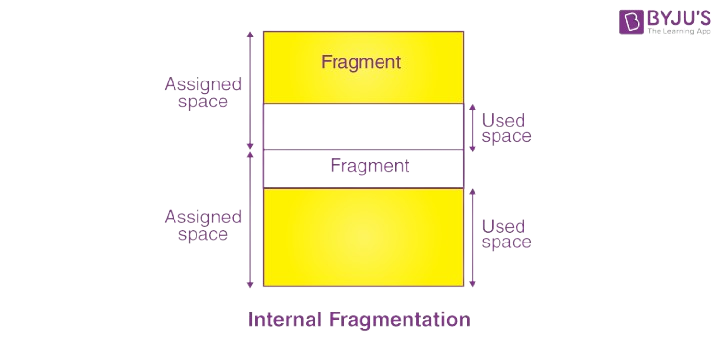 BYJU'S
The Learning App
Fragment
Assigned
space
Used
space
Fragment
Assigned
space
Used
space
Internal Fragmentation